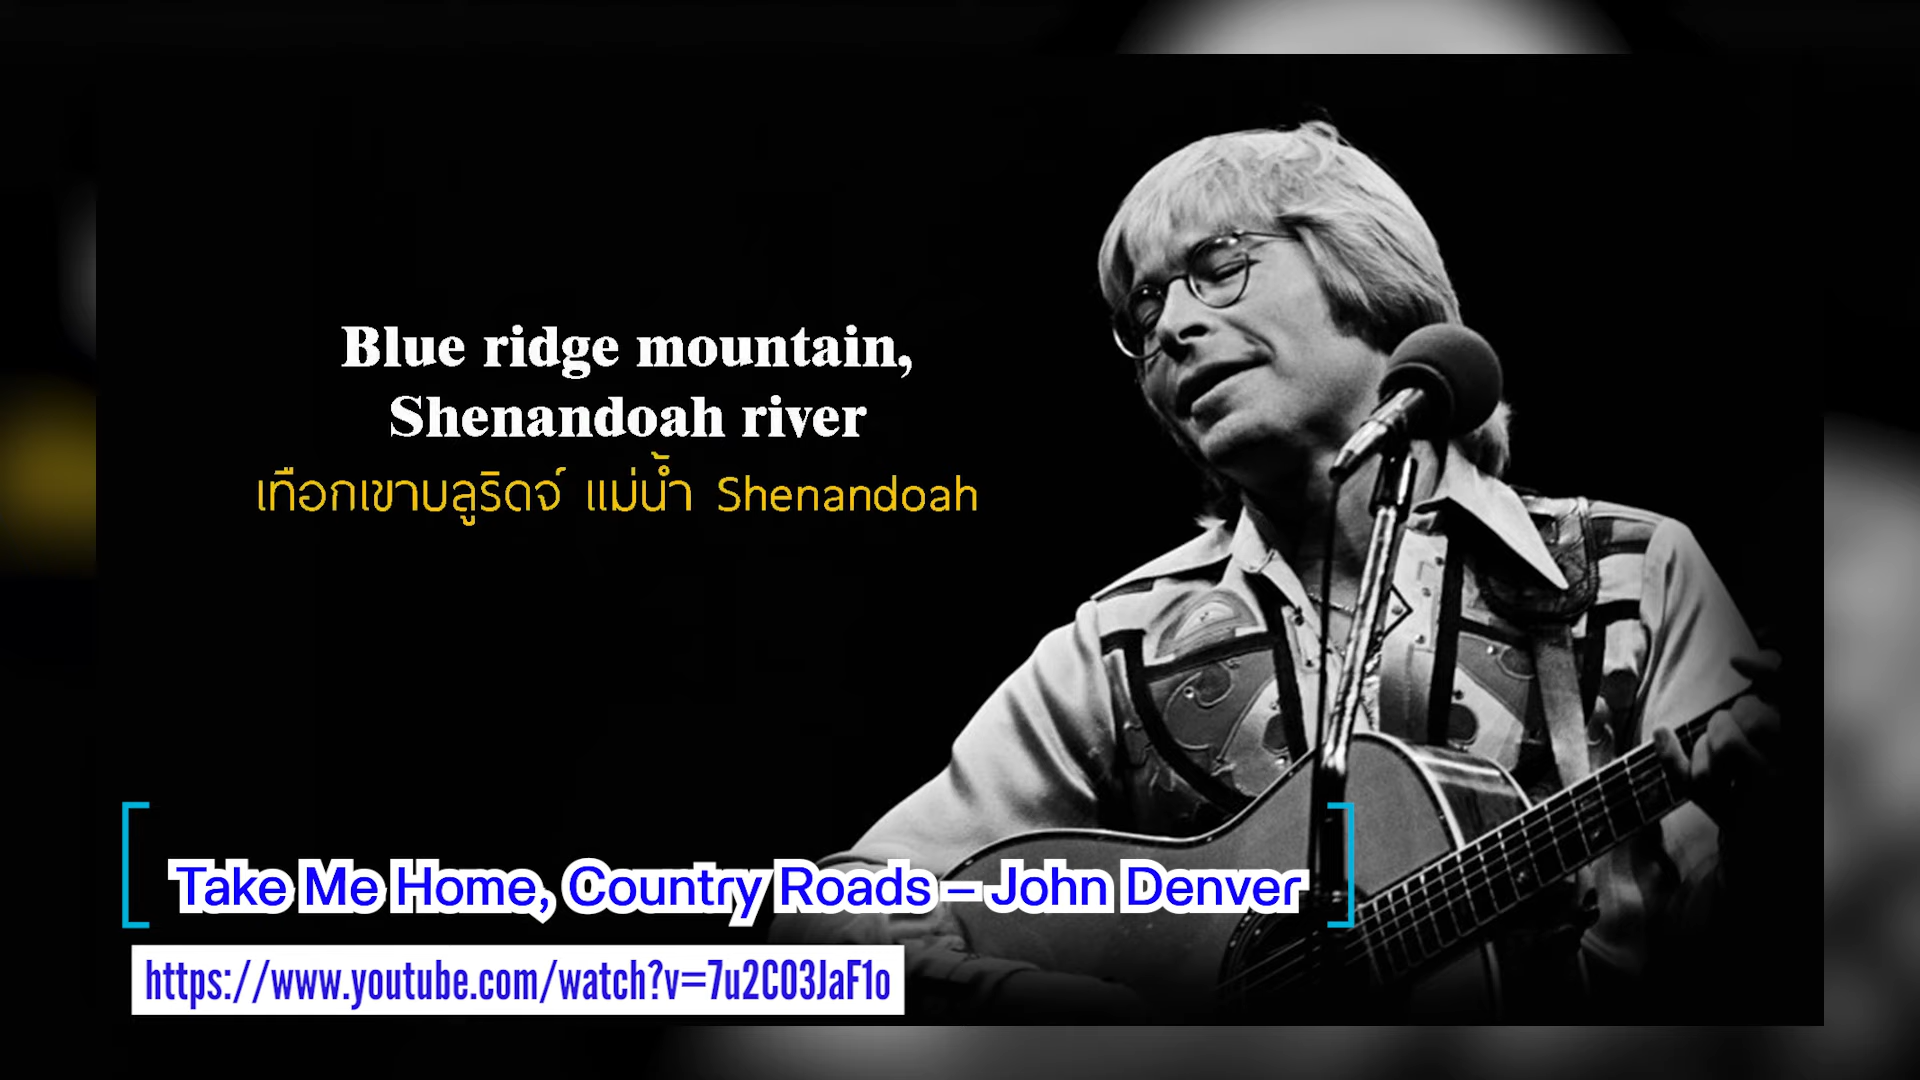 Blue ridge mountain,
Shenandoah river
เทือกเขาบลูริดจ์ แม่น้ำ Shenandoah
Take Me Home, Country Roads – John Denver
https://www.youtube.com/watch?v=7u2CO3JaF1o